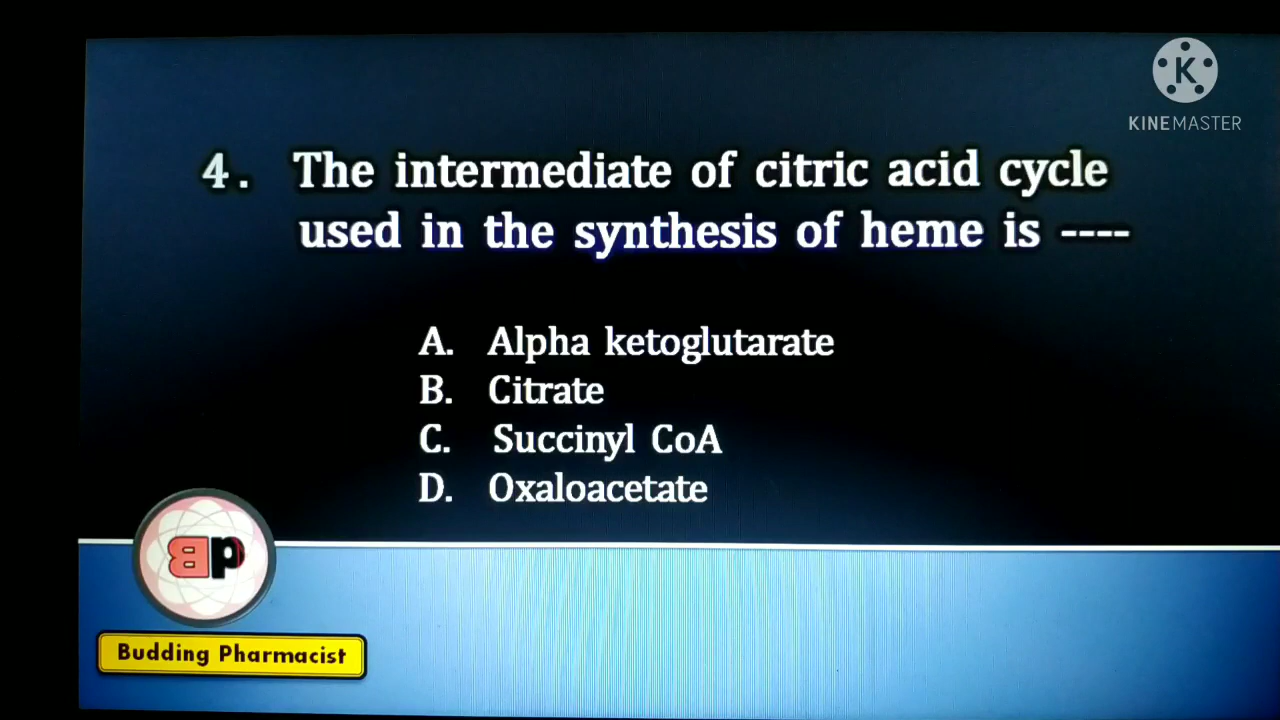 K
KINEMASTER
4. The intermediate of citric acid cycle
used in the synthesis of heme is ----
A. Alpha ketoglutarate
B. Citrate
C. Succinyl CoA
D. Oxaloacetate
BP
Budding Pharmacist